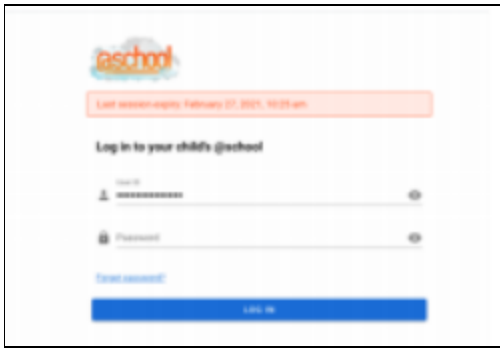 @school
Last session expiry: February 27, 2021, 10:25 am
Log in to your child's @school
User ID
Password
Forgot password?
LOG IN